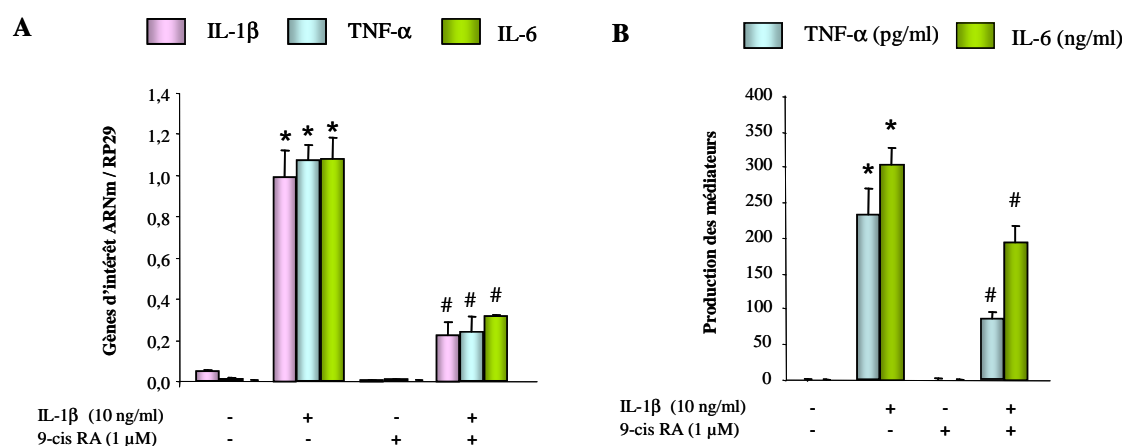 A
IL-1β TNF-α IL-6
Gènes d'intérêt ARNm / RP29
1,4
1,2
1,0
0,8
0,6
0,4
0,2
0,0
* * *
# # #
IL-1β (10 ng/ml) - + - +
9-cis RA (1 µM) - - + +
B
TNF-α (pg/ml) IL-6 (ng/ml)
Production des médiateurs
400
350
300
250
200
150
100
50
0
* *
# #
IL-1β (10 ng/ml) - + - +
9-cis RA (1 µM) - - + +